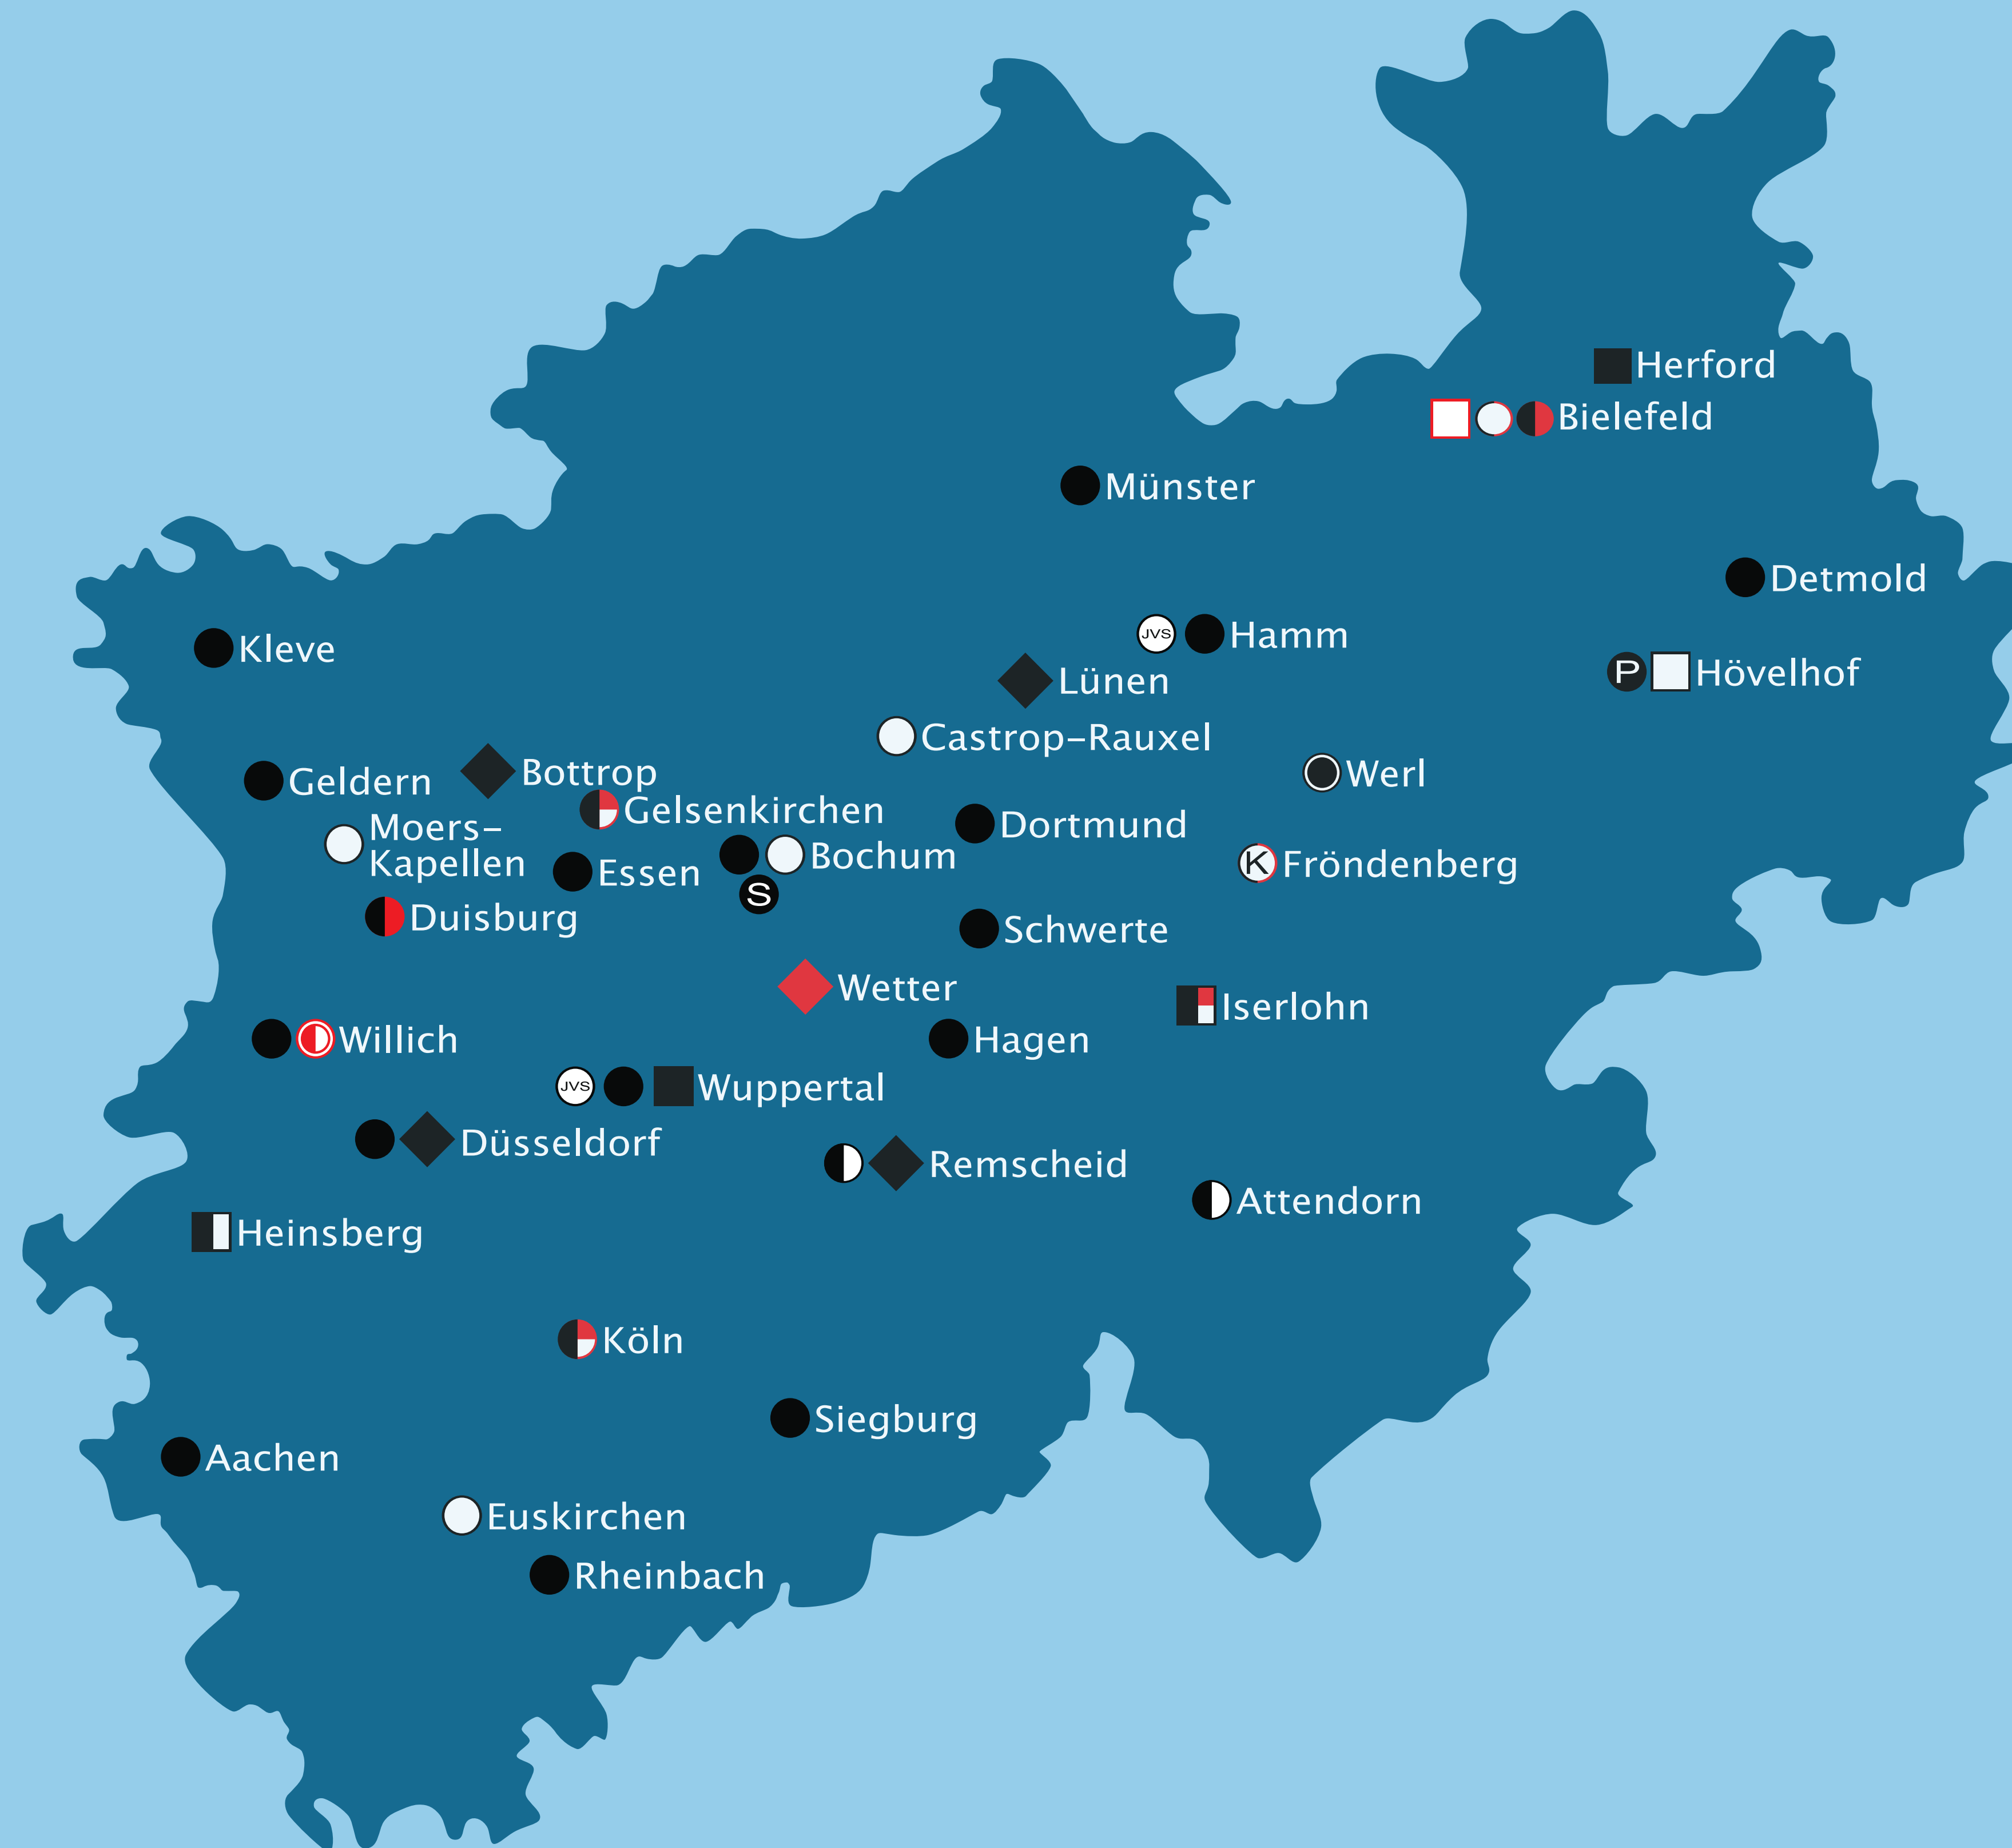 Herford
Bielefeld
Münster
Detmold
JVS Hamm
Kleve
P Hövelhof
Lünen
Castrop-Rauxel
Bottrop
Werl
Geldern
Gelsenkirchen
Dortmund
Moers-
Kapellen
Bochum
K Fröndenberg
Essen
S
Duisburg
Schwerte
Wetter
Iserlohn
Willich
Hagen
JVS Wuppertal
Düsseldorf
Remscheid
Attendorn
Heinsberg
Köln
Siegburg
Aachen
Euskirchen
Rheinbach